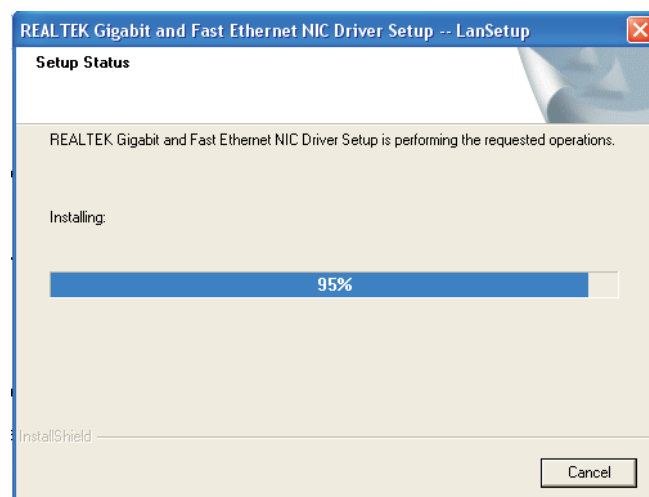 REALTEK Gigabit and Fast Ethernet NIC Driver Setup -- LanSetup
Setup Status
REALTEK Gigabit and Fast Ethernet NIC Driver Setup is performing the requested operations.
Installing:
95%
InstallShield
Cancel